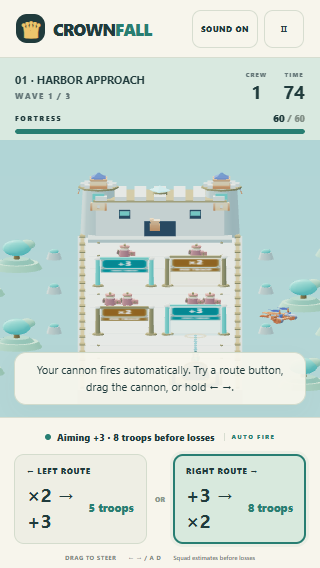 CROWNFALL
SOUND ON
II
01 · HARBOR APPROACH
WAVE 1 / 3
CREW
1
TIME
74
FORTRESS
60 / 60
+3
×2
×2
+3
Your cannon fires automatically. Try a route button,
drag the cannon, or hold ← →.
Aiming +3 · 8 troops before losses
AUTO FIRE
← LEFT ROUTE
×2 →
+3
5 troops
OR
RIGHT ROUTE →
+3 →
×2
8 troops
DRAG TO STEER
← → / A D
Squad estimates before losses